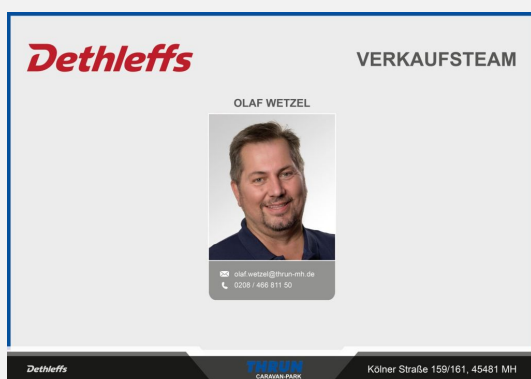 Dethleffs
VERKAUFSTEAM
OLAF WETZEL
olaf.wetzel@thrun-mh.de
0208 / 466 811 50
Dethleffs
THRUN
CARAVAN-PARK
Kölner Straße 159/161, 45481 MH